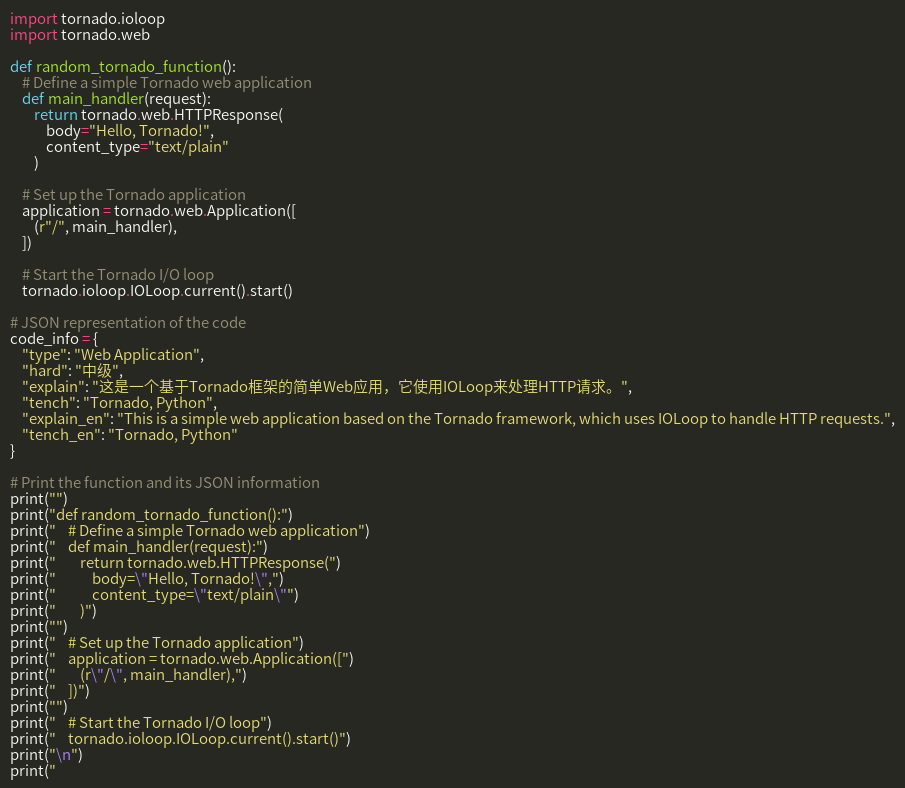 import tornado.ioloop
import tornado.web

def random_tornado_function():
    # Define a simple Tornado web application
    def main_handler(request):
        return tornado.web.HTTPResponse(
            body="Hello, Tornado!",
            content_type="text/plain"
        )

    # Set up the Tornado application
    application = tornado.web.Application([
        (r"/", main_handler),
    ])

    # Start the Tornado I/O loop
    tornado.ioloop.IOLoop.current().start()

# JSON representation of the code
code_info = {
    "type": "Web Application",
    "hard": "中级",
    "explain": "这是一个基于Tornado框架的简单Web应用，它使用IOLoop来处理HTTP请求。",
    "tench": "Tornado, Python",
    "explain_en": "This is a simple web application based on the Tornado framework, which uses IOLoop to handle HTTP requests.",
    "tench_en": "Tornado, Python"
}

# Print the function and its JSON information
print("")
print("def random_tornado_function():")
print("    # Define a simple Tornado web application")
print("    def main_handler(request):")
print("        return tornado.web.HTTPResponse(")
print("            body=\"Hello, Tornado!\",")
print("            content_type=\"text/plain\"")
print("        )")
print("")
print("    # Set up the Tornado application")
print("    application = tornado.web.Application([")
print("        (r\"/\", main_handler),")
print("    ])")
print("")
print("    # Start the Tornado I/O loop")
print("    tornado.ioloop.IOLoop.current().start()")
print("\n")
print("